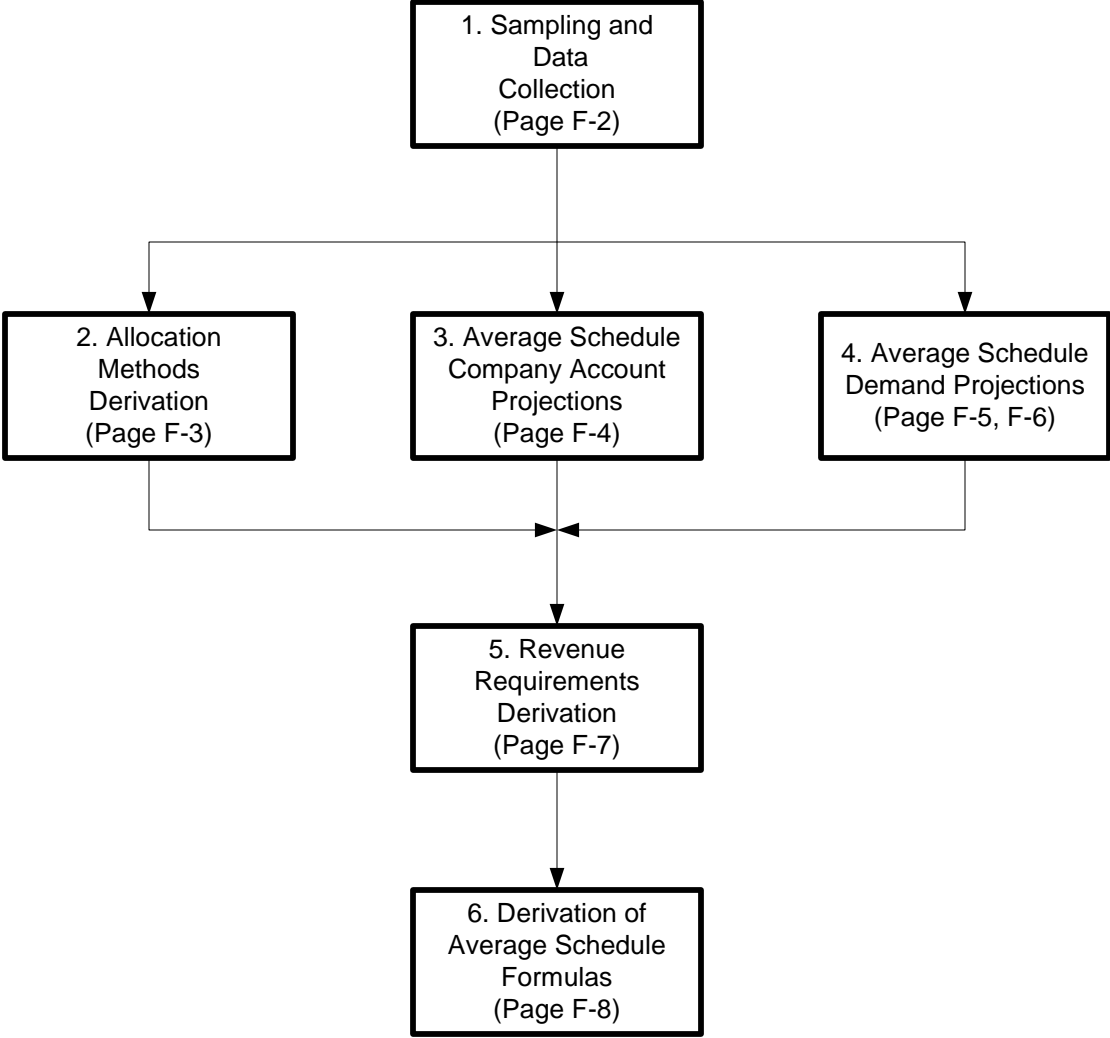 1. Sampling and
Data
Collection
(Page F-2)
2. Allocation
Methods
Derivation
(Page F-3)
3. Average Schedule
Company Account
Projections
(Page F-4)
4. Average Schedule
Demand Projections
(Page F-5, F-6)
5. Revenue
Requirements
Derivation
(Page F-7)
6. Derivation of
Average Schedule
Formulas
(Page F-8)